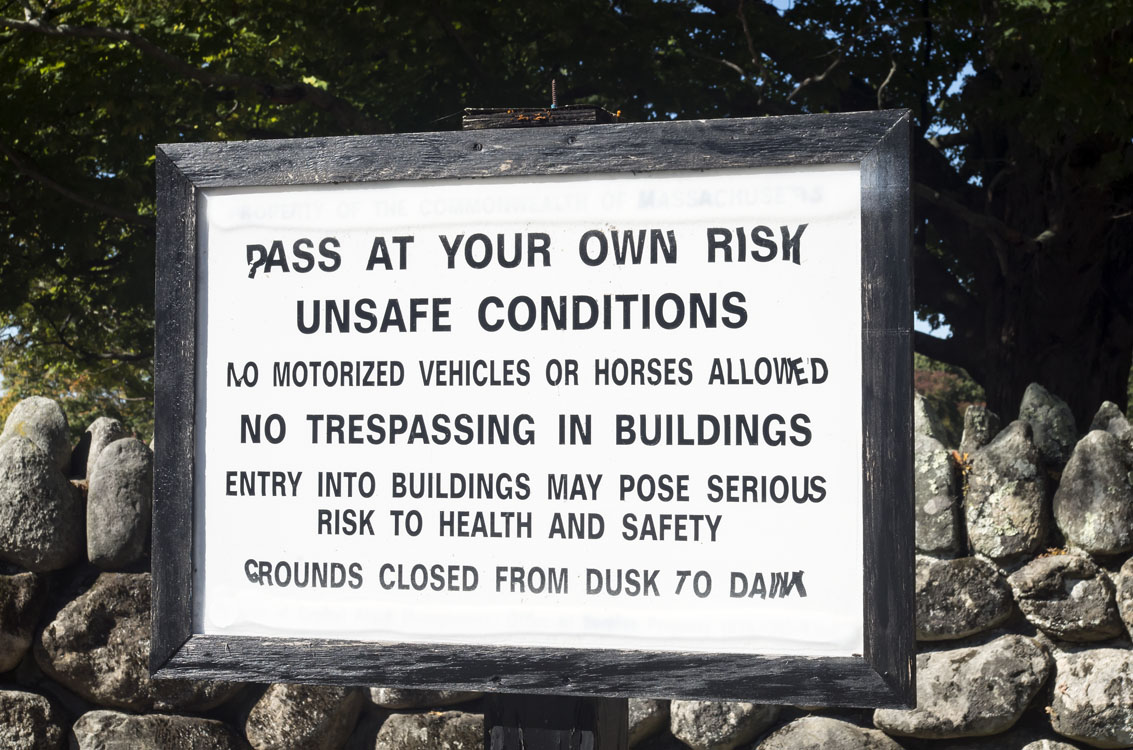 PROPERTY OF THE COMMONWEALTH OF MASSACHUSETTS
PASS AT YOUR OWN RISK
UNSAFE CONDITIONS
NO MOTORIZED VEHICLES OR HORSES ALLOWED
NO TRESPASSING IN BUILDINGS
ENTRY INTO BUILDINGS MAY POSE SERIOUS
RISK TO HEALTH AND SAFETY
GROUNDS CLOSED FROM DUSK TO DAWN